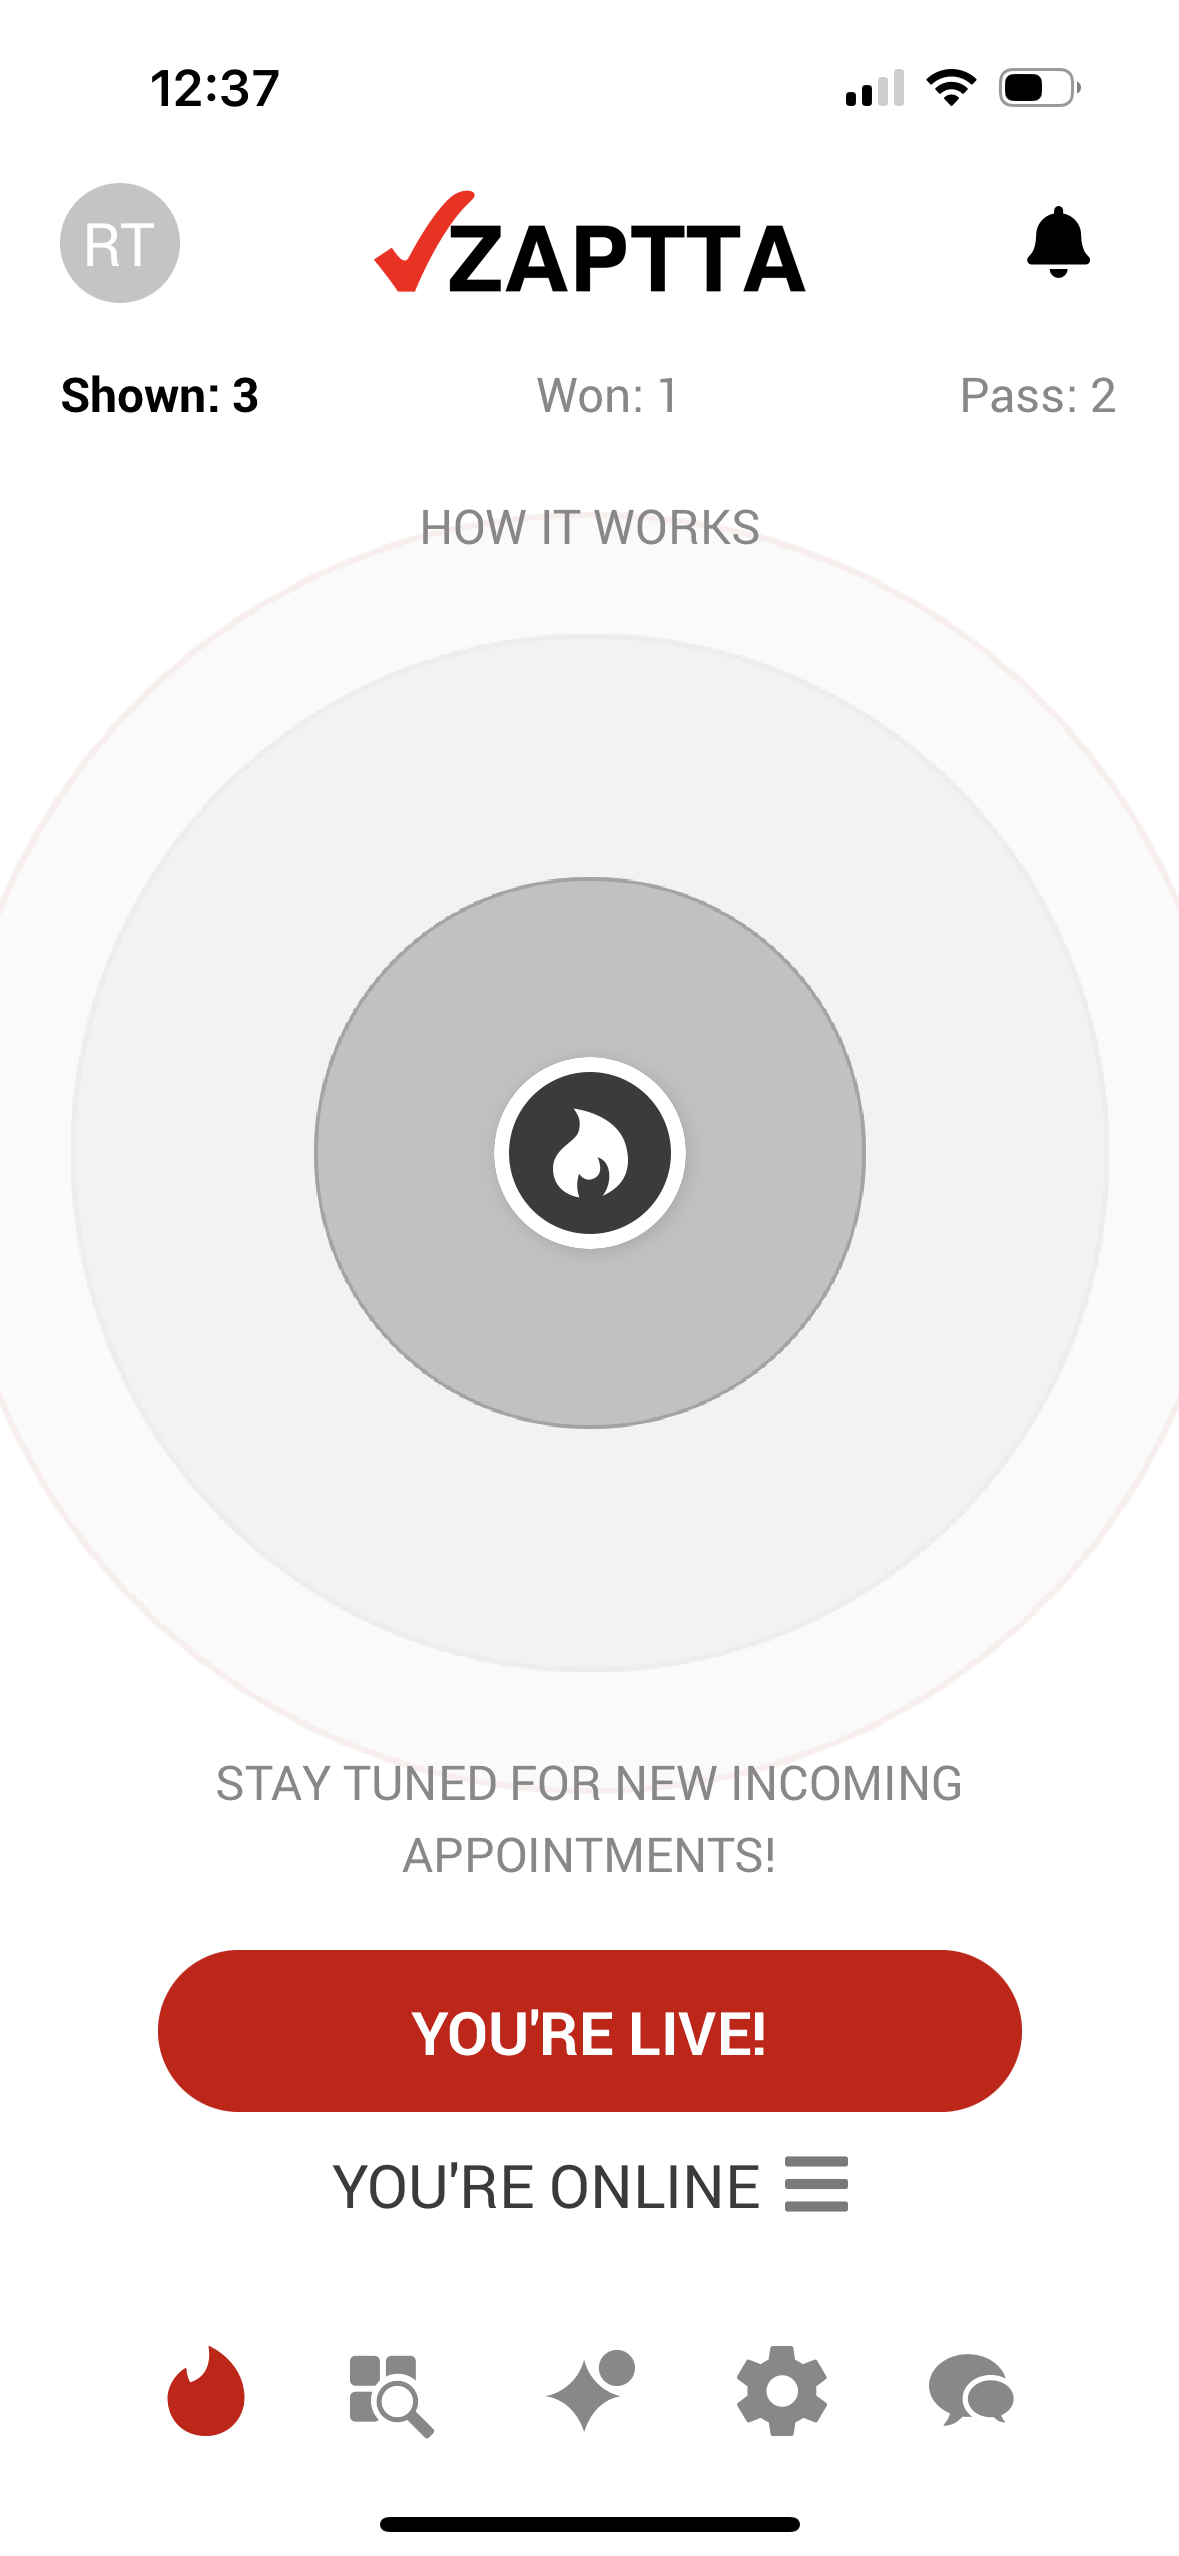 12:37
RT
ZAPTTA
Shown: 3
Won: 1
Pass: 2
HOW IT WORKS
STAY TUNED FOR NEW INCOMING
APPOINTMENTS!
YOU'RE LIVE!
YOU'RE ONLINE